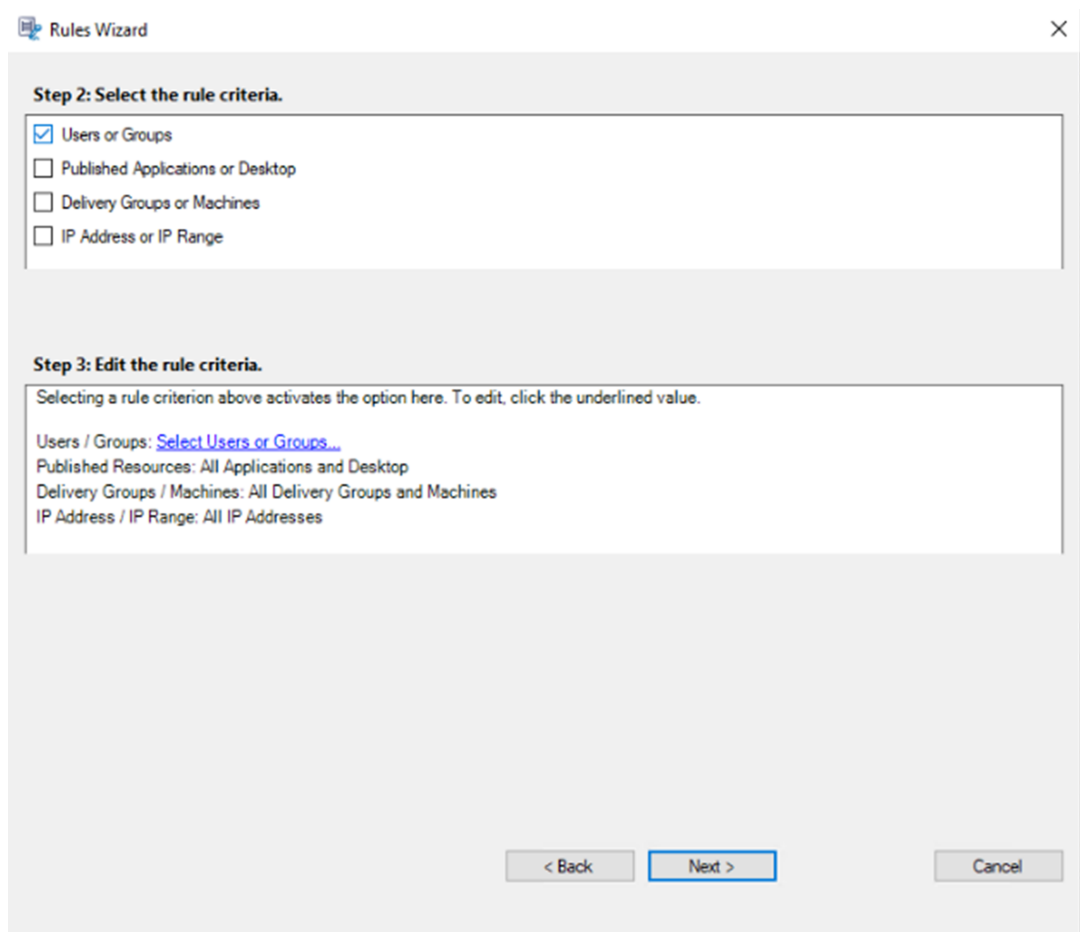 Rules Wizard
Step 2: Select the rule criteria.
Users or Groups
Published Applications or Desktop
Delivery Groups or Machines
IP Address or IP Range
Step 3: Edit the rule criteria.
Selecting a rule criterion above activates the option here. To edit, click the underlined value.
Users / Groups: Select Users or Groups...
Published Resources: All Applications and Desktop
Delivery Groups / Machines: All Delivery Groups and Machines
IP Address / IP Range: All IP Addresses
< Back
Next >
Cancel